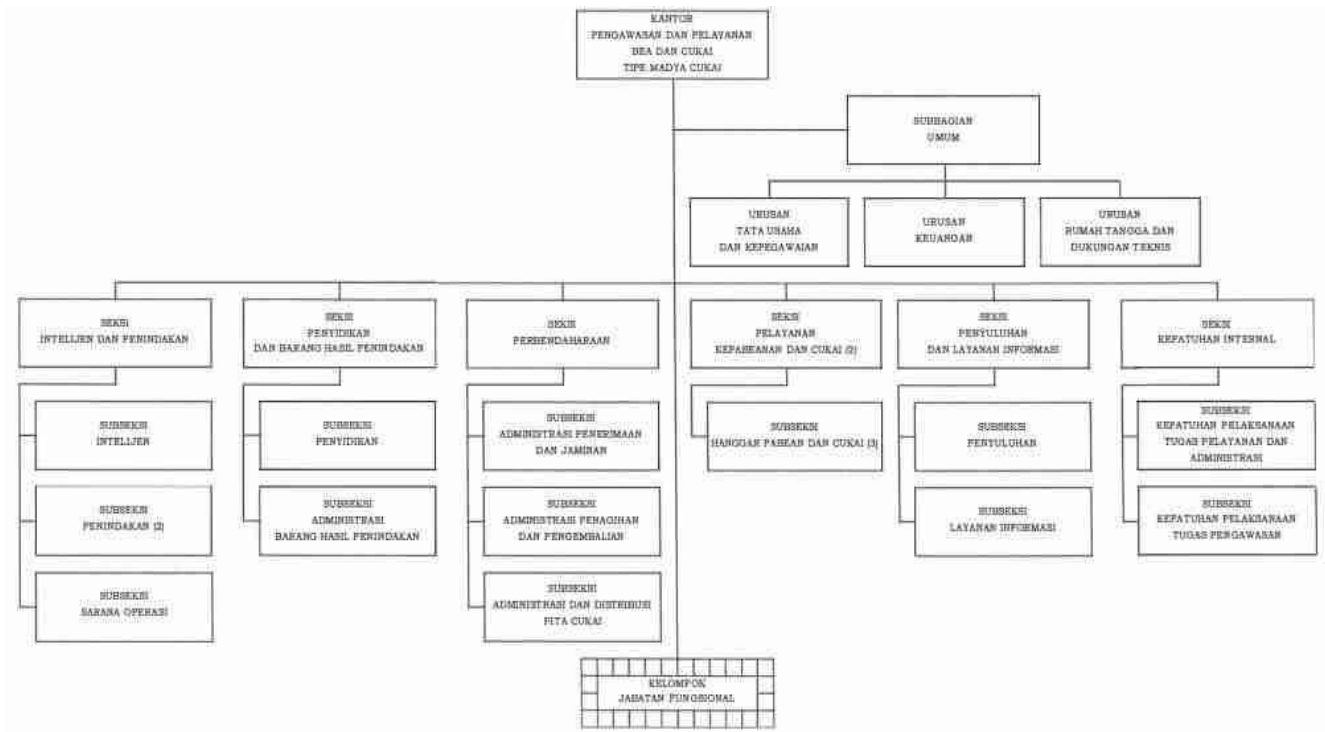 KANTOR
PENGAWASAN DAN PELAYANAN
BEA DAN CUKAI
TIPE MADYA CUKAI
SUBBAGIAN
UMUM
URUSAN
TATA USAHA
DAN KEPEGAWAIAN
URUSAN
KEUANGAN
URUSAN
RUMAH TANGGA DAN
DUKUNGAN TEKNIS
SEKSI
INTELIJEN DAN PENINDAKAN
SEKSI
PENYIDIKAN
DAN BARANG HASIL PENINDAKAN
SEKSI
PERBENDAHARAAN
SEKSI
PELAYANAN
KEPABEANAN DAN CUKAI (2)
SEKSI
PENYULUHAN
DAN LAYANAN INFORMASI
SEKSI
KEPATUHAN INTERNAL
SUBSEKSI
INTELIJEN
SUBSEKSI
PENINDAKAN (2)
SUBSEKSI
SARANA OPERASI
SUBSEKSI
PENYIDIKAN
SUBSEKSI
ADMINISTRASI
BARANG HASIL PENINDAKAN
SUBSEKSI
ADMINISTRASI PENERIMAAN
DAN JAMINAN
SUBSEKSI
ADMINISTRASI PENAGIHAN
DAN PENGEMBALIAN
SUBSEKSI
ADMINISTRASI DAN DISTRIBUSI
PITA CUKAI
SUBSEKSI
HANGGAR PABEAN DAN CUKAI (3)
SUBSEKSI
PENYULUHAN
SUBSEKSI
LAYANAN INFORMASI
SUBSEKSI
KEPATUHAN PELAKSANAAN
TUGAS PELAYANAN DAN
ADMINISTRASI
SUBSEKSI
KEPATUHAN PELAKSANAAN
TUGAS PENGAWASAN
KELOMPOK
JABATAN FUNGSIONAL